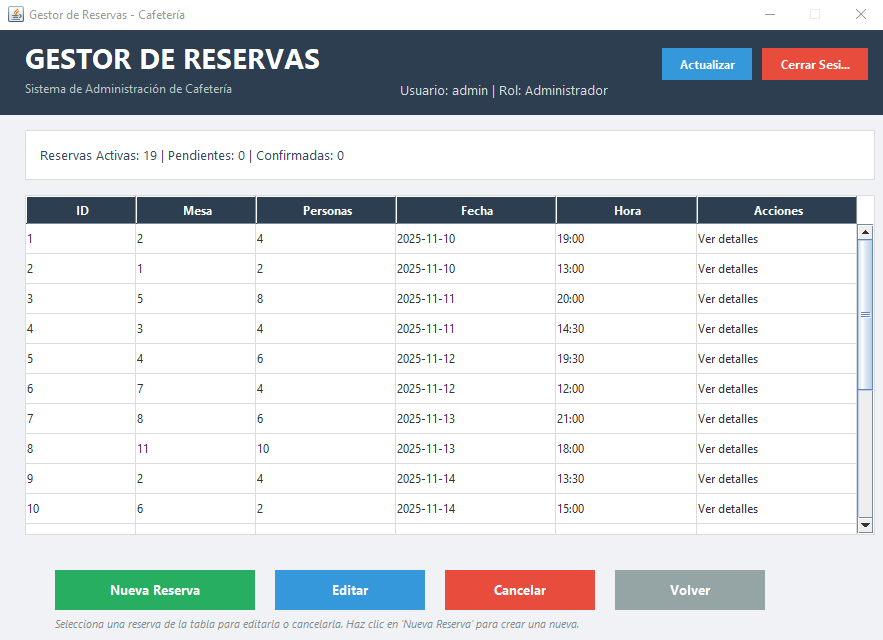 Gestor de Reservas - Cafetería
GESTOR DE RESERVAS
Sistema de Administración de Cafetería
Usuario: admin | Rol: Administrador
Actualizar
Cerrar Sesi...
Reservas Activas: 19 | Pendientes: 0 | Confirmadas: 0
ID Mesa Personas Fecha Hora Acciones
1 2 4 2025-11-10 19:00 Ver detalles
2 1 2 2025-11-10 13:00 Ver detalles
3 5 8 2025-11-11 20:00 Ver detalles
4 3 4 2025-11-11 14:30 Ver detalles
5 4 6 2025-11-12 19:30 Ver detalles
6 7 4 2025-11-12 12:00 Ver detalles
7 8 6 2025-11-13 21:00 Ver detalles
8 11 10 2025-11-13 18:00 Ver detalles
9 2 4 2025-11-14 13:30 Ver detalles
10 6 2 2025-11-14 15:00 Ver detalles
Nueva Reserva
Editar
Cancelar
Volver
Selecciona una reserva de la tabla para editarla o cancelarla. Haz clic en 'Nueva Reserva' para crear una nueva.